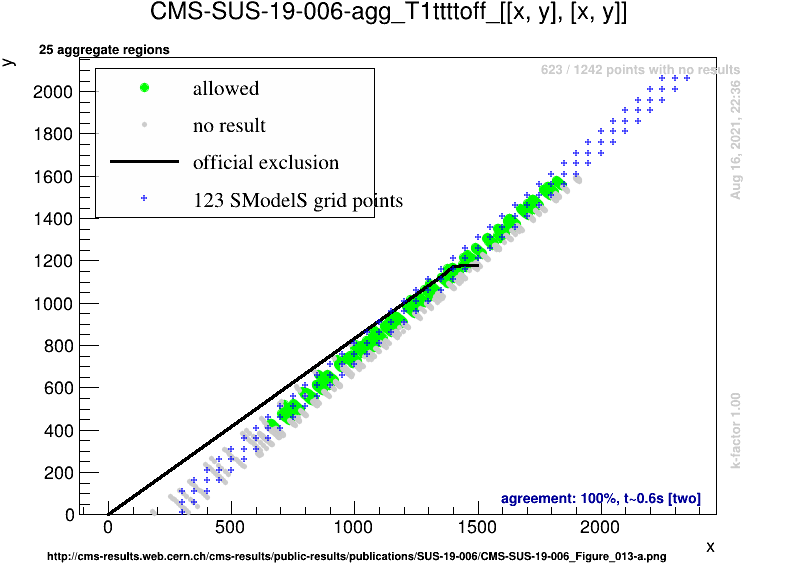 CMS-SUS-19-006-agg_T1ttttoff_[[x, y], [x, y]]
25 aggregate regions
y
623 / 1242 points with no results
allowed
no result
official exclusion
123 SModelS grid points
Aug 16, 2021, 22:36
k-factor 1.00
2000
1800
1600
1400
1200
1000
800
600
400
200
0
agreement: 100%, t~0.6s [two]
0 500 1000 1500 2000
x
http://cms-results.web.cern.ch/cms-results/public-results/publications/SUS-19-006/CMS-SUS-19-006_Figure_013-a.png